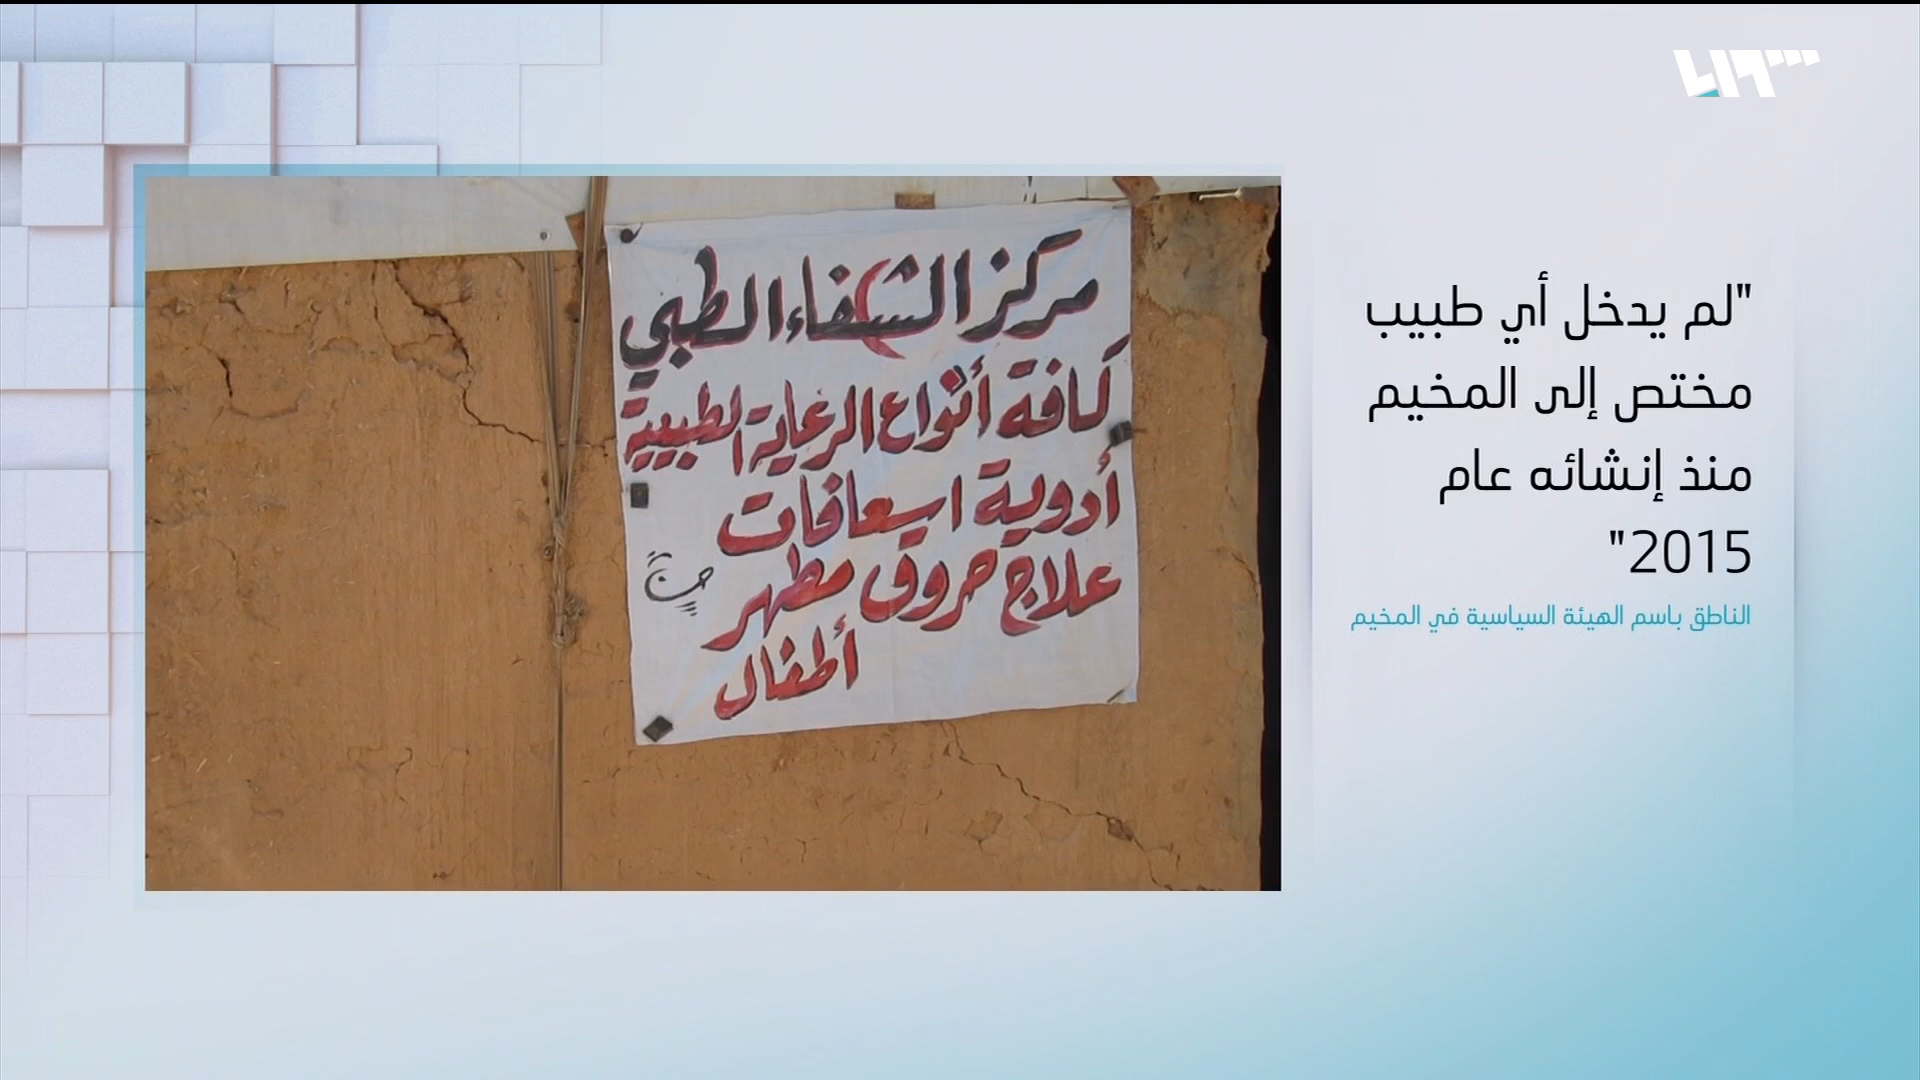 "لم يدخل أي طبيب
مختص إلى المخيم
منذ إنشائه عام
2015"
الناطق باسم الهيئة السياسية في المخيم
مركز الشفاء الطبي
كافة أنواع الرعاية الطبيية
أدوية اسعافات
علاج حروق مطهر
أطفال